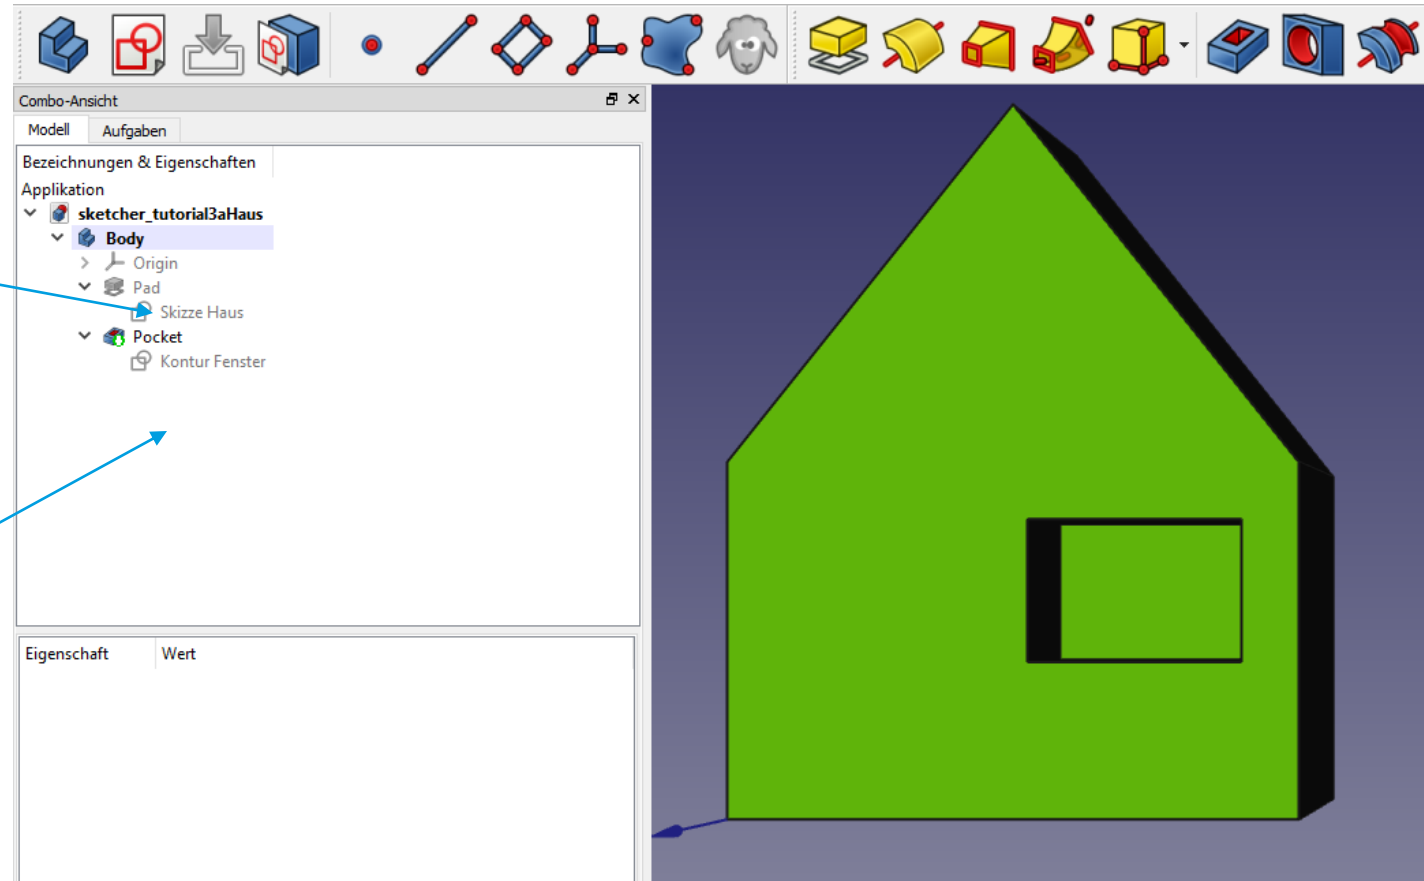 Combo-Ansicht
Modell Aufgaben
Bezeichnungen & Eigenschaften
Applikation
sketcher_tutorial3aHaus
Body
Origin
Pad
Skizze Haus
Pocket
Kontur Fenster
Eigenschaft Wert